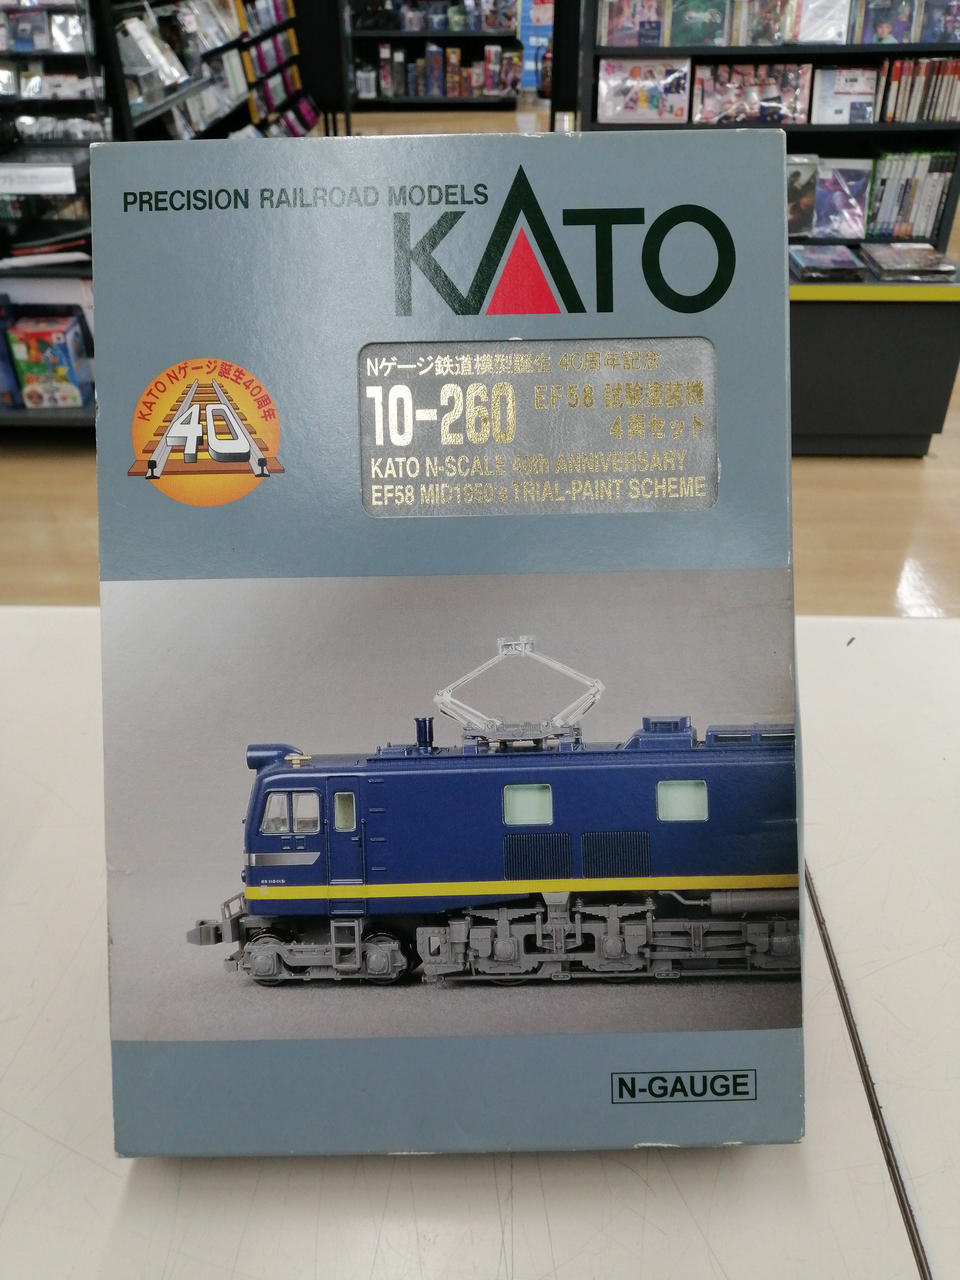 PRECISION RAILROAD MODELS
KATO
KATO Nゲージ誕生40周年
40
Nゲージ鉄道模型誕生 40周年記念
10-260
EF58 試験塗装機
4両セット
KATO N-SCALE 40th ANNIVERSARY
EF58 MID1950's TRIAL-PAINT SCHEME
N-GAUGE